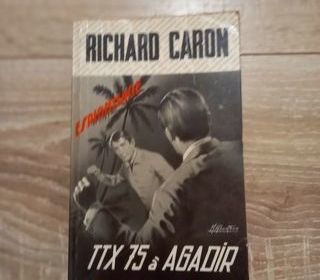 RICHARD CARON
ESPIONNAGE
TTX 75 à AGADIR